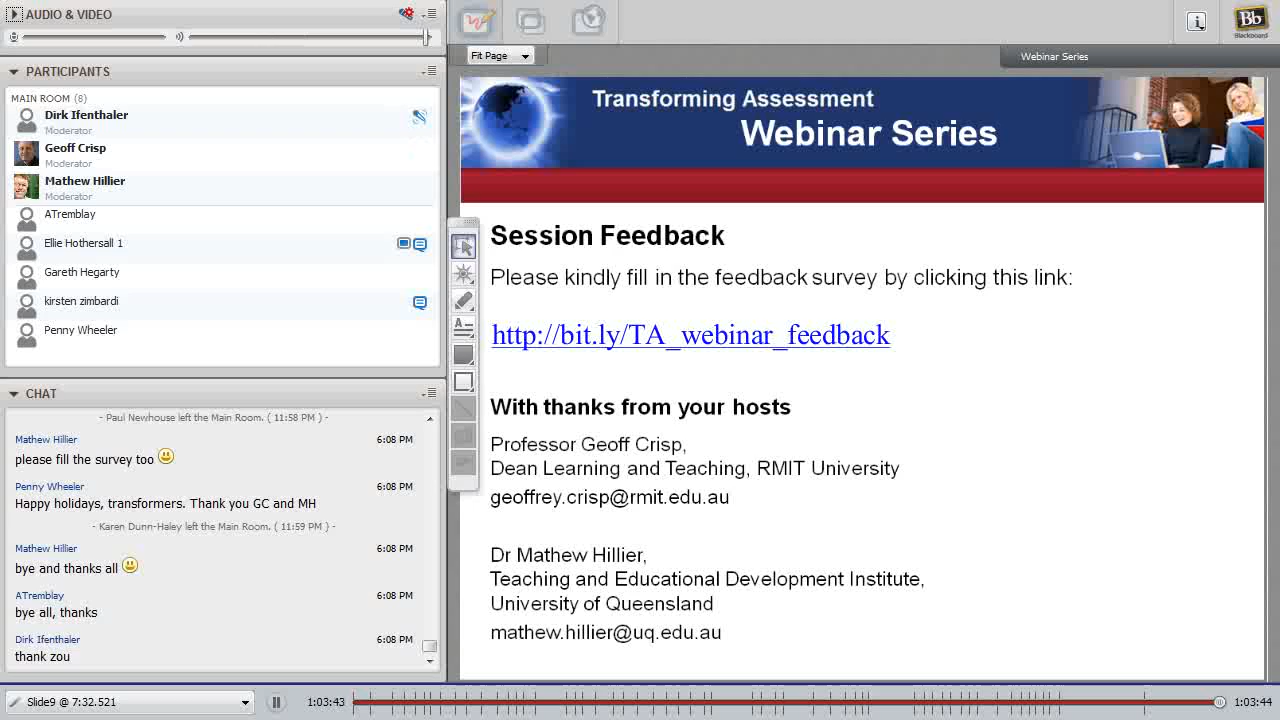 AUDIO & VIDEO
PARTICIPANTS
MAIN ROOM (8)
Dirk Ifenthaler
Moderator
Geoff Crisp
Moderator
Mathew Hillier
Moderator
ATremblay
Ellie Hothersall 1
Gareth Hegarty
kirsten zimbardi
Penny Wheeler
CHAT
- Paul Newhouse left the Main Room. ( 11:58 PM ) -
Mathew Hillier 6:08 PM
please fill the survey too
Penny Wheeler 6:08 PM
Happy holidays, transformers. Thank you GC and MH
- Karen Dunn-Haley left the Main Room. ( 11:59 PM ) -
Mathew Hillier 6:08 PM
bye and thanks all
ATremblay 6:08 PM
bye all, thanks
Dirk Ifenthaler 6:08 PM
thank zou
Bb
Blackboard
Fit Page
Webinar Series
Transforming Assessment
Webinar Series
Session Feedback
Please kindly fill in the feedback survey by clicking this link:
http://bit.ly/TA_webinar_feedback
With thanks from your hosts
Professor Geoff Crisp,
Dean Learning and Teaching, RMIT University
geoffrey.crisp@rmit.edu.au
Dr Mathew Hillier,
Teaching and Educational Development Institute,
University of Queensland
mathew.hillier@uq.edu.au
Slide9 @ 7:32.521
1:03:43
1:03:44